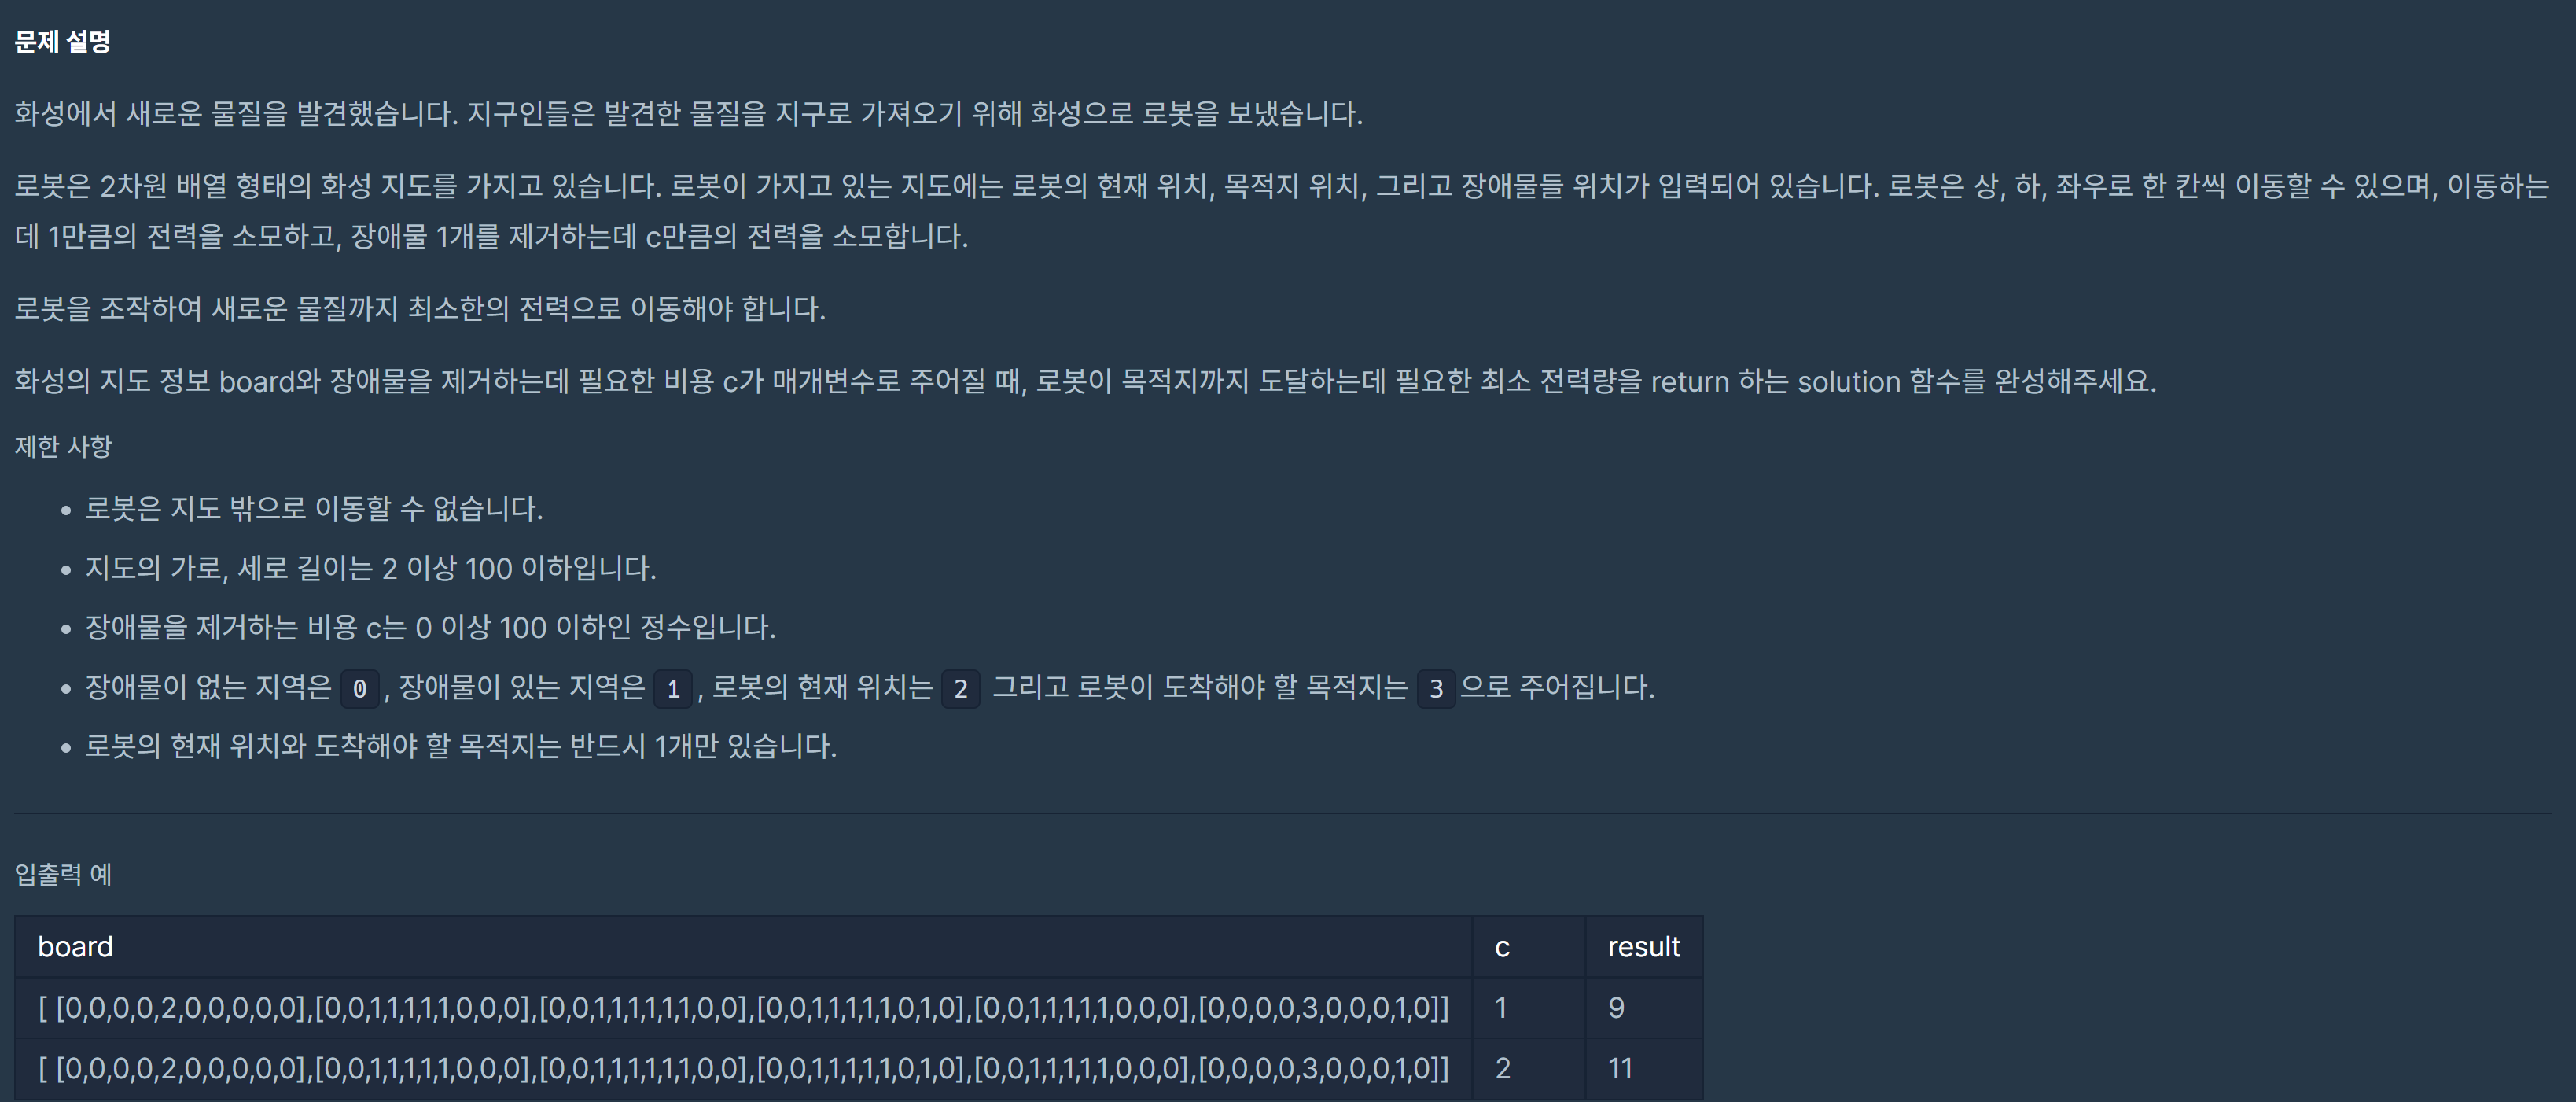 문제 설명
화성에서 새로운 물질을 발견했습니다. 지구인들은 발견한 물질을 지구로 가져오기 위해 화성으로 로봇을 보냈습니다.
로봇은 2차원 배열 형태의 화성 지도를 가지고 있습니다. 로봇이 가지고 있는 지도에는 로봇의 현재 위치, 목적지 위치, 그리고 장애물들 위치가 입력되어 있습니다. 로봇은 상, 하, 좌우로 한 칸씩 이동할 수 있으며, 이동하는
데 1만큼의 전력을 소모하고, 장애물 1개를 제거하는데 c만큼의 전력을 소모합니다.
로봇을 조작하여 새로운 물질까지 최소한의 전력으로 이동해야 합니다.
화성의 지도 정보 board와 장애물을 제거하는데 필요한 비용 c가 매개변수로 주어질 때, 로봇이 목적지까지 도달하는데 필요한 최소 전력량을 return 하는 solution 함수를 완성해주세요.
제한 사항
• 로봇은 지도 밖으로 이동할 수 없습니다.
• 지도의 가로, 세로 길이는 2 이상 100 이하입니다.
• 장애물을 제거하는 비용 c는 0 이상 100 이하인 정수입니다.
• 장애물이 없는 지역은 0, 장애물이 있는 지역은 1, 로봇의 현재 위치는 2 그리고 로봇이 도착해야 할 목적지는 3으로 주어집니다.
• 로봇의 현재 위치와 도착해야 할 목적지는 반드시 1개만 있습니다.
입출력 예
board c result
[ [0,0,0,0,2,0,0,0,0,0],[0,0,1,1,1,1,1,0,0,0],[0,0,1,1,1,1,1,1,0,0],[0,0,1,1,1,1,1,0,1,0],[0,0,1,1,1,1,1,0,0,0],[0,0,0,0,3,0,0,0,1,0]] 1 9
[ [0,0,0,0,2,0,0,0,0,0],[0,0,1,1,1,1,1,0,0,0],[0,0,1,1,1,1,1,1,0,0],[0,0,1,1,1,1,1,0,1,0],[0,0,1,1,1,1,1,0,0,0],[0,0,0,0,3,0,0,0,1,0]] 2 11